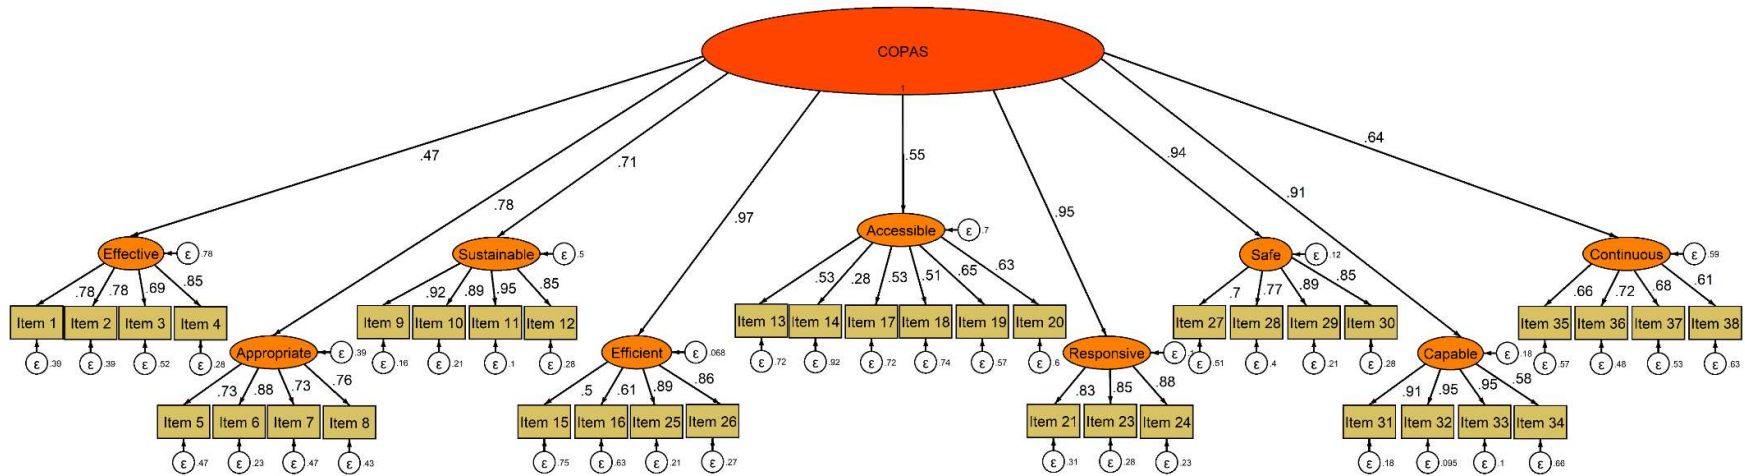 COPAS
1
.47
.78
.71
.97
.55
.95
.94
.91
.64
Effective
ε .78
.78 .78 .69 .85
Item 1 Item 2 Item 3 Item 4
ε .39 ε .39 ε .52 ε .28
Appropriate
ε .39
.73 .88 .73 .76
Item 5 Item 6 Item 7 Item 8
ε .47 ε .23 ε .47 ε .43
Sustainable
ε .5
.92 .89 .95 .85
Item 9 Item 10 Item 11 Item 12
ε .16 ε .21 ε .1 ε .28
Efficient
ε .068
.5 .61 .89 .86
Item 15 Item 16 Item 25 Item 26
ε .75 ε .63 ε .21 ε .27
Accessible
ε .7
.53 .28 .53 .51 .65 .63
Item 13 Item 14 Item 17 Item 18 Item 19 Item 20
ε .72 ε .92 ε .72 ε .74 ε .57 ε .6
Responsive
.83 .85 .88
Item 21 Item 23 Item 24
ε .31 ε .28 ε .23
Safe
ε .12
.7 .77 .89 .85
Item 27 Item 28 Item 29 Item 30
ε .51 ε .4 ε .21 ε .28
Capable
ε .18
.91 .95 .95 .58
Item 31 Item 32 Item 33 Item 34
ε .18 ε .095 ε .1 ε .66
Continuous
ε .59
.66 .72 .68 .61
Item 35 Item 36 Item 37 Item 38
ε .57 ε .48 ε .53 ε .63